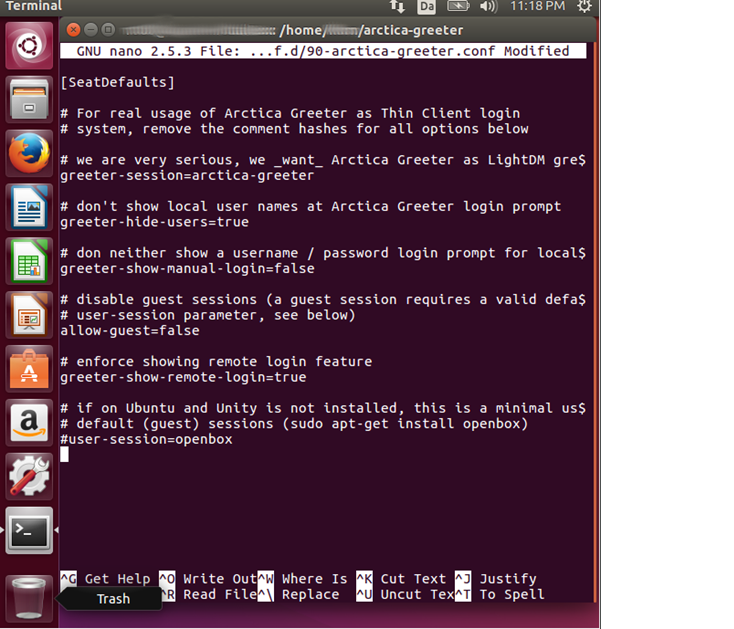 Terminal
Da
11:18 PM
: /home/ /arctica-greeter
GNU nano 2.5.3 File: ...f.d/90-arctica-greeter.conf Modified
[SeatDefaults]
# For real usage of Arctica Greeter as Thin Client login
# system, remove the comment hashes for all options below
# we are very serious, we _want_ Arctica Greeter as LightDM gre$
greeter-session=arctica-greeter
# don't show local user names at Arctica Greeter login prompt
greeter-hide-users=true
# don neither show a username / password login prompt for local$
greeter-show-manual-login=false
# disable guest sessions (a guest session requires a valid defa$
# user-session parameter, see below)
allow-guest=false
# enforce showing remote login feature
greeter-show-remote-login=true
# if on Ubuntu and Unity is not installed, this is a minimal us$
# default (guest) sessions (sudo apt-get install openbox)
#user-session=openbox
^G Get Help ^O Write Out ^W Where Is ^K Cut Text ^J Justify
^R Read File ^\ Replace ^U Uncut Tex ^T To Spell
Trash